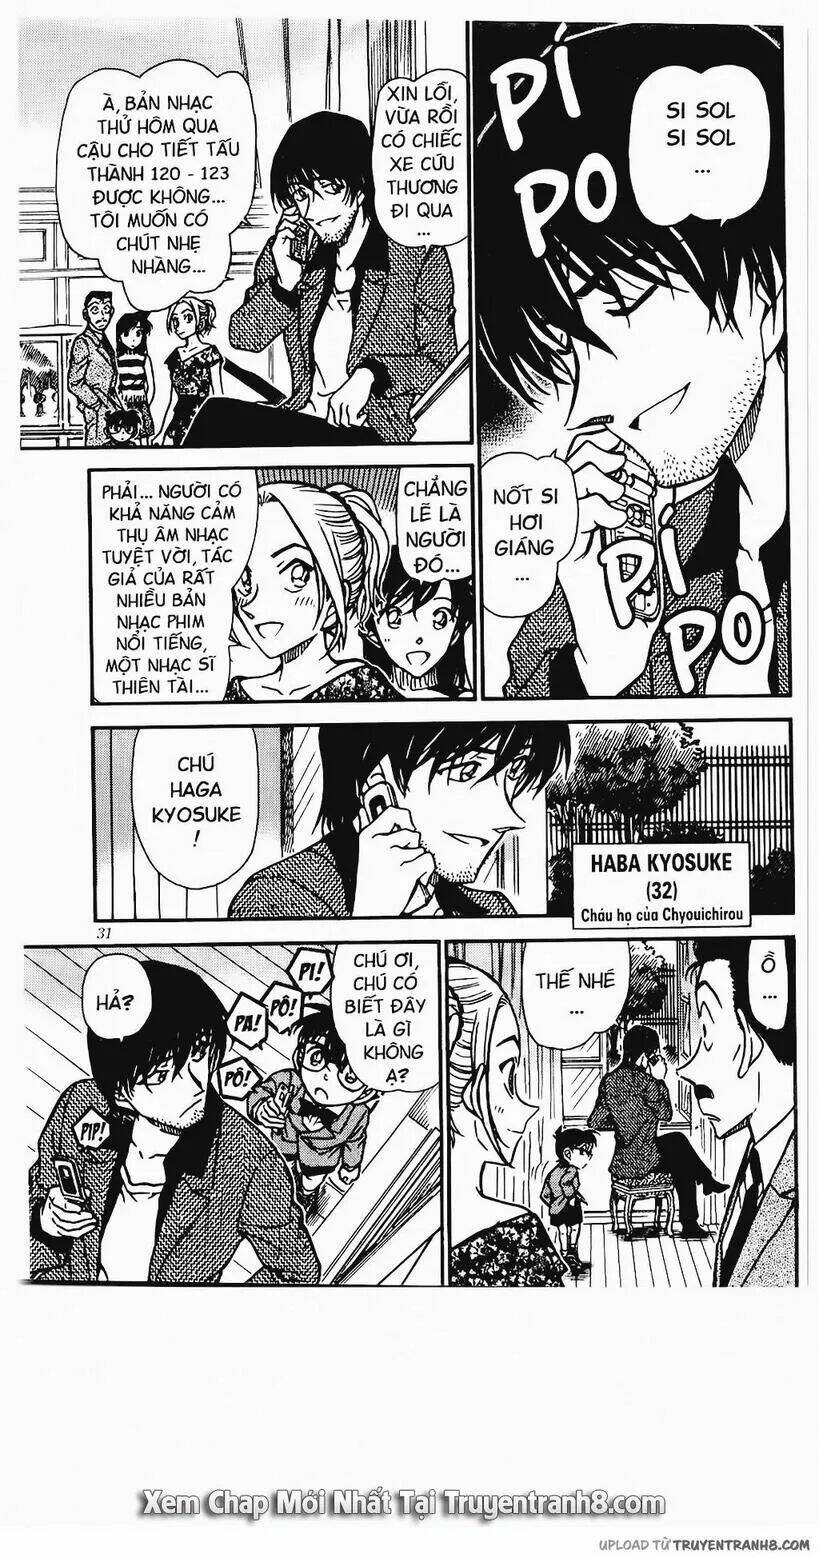 PÍ
PO
SI SOL
SI SOL
...
NỐT SI
HƠI
GIÁNG
...
PÍ
PÍ
PO
XIN LỖI,
VỪA RỒI
CÓ CHIẾC
XE CỨU
THƯƠNG
ĐI QUA
...
À, BẢN NHẠC
THỬ HÔM QUA
CẬU CHO TIẾT TẤU
THÀNH 120 - 123
ĐƯỢC KHÔNG...
TÔI MUỐN CÓ
CHÚT NHẸ
NHÀNG...
CHẲNG
LẼ LÀ
NGƯỜI
ĐÓ...
PHẢI... NGƯỜI CÓ
KHẢ NĂNG CẢM
THỤ ÂM NHẠC
TUYỆT VỜI, TÁC
GIẢ CỦA RẤT
NHIỀU BẢN
NHẠC PHIM
NỔI TIẾNG,
MỘT NHẠC SĨ
THIÊN TÀI...
CHÚ
HAGA
KYOSUKE
!
HABA KYOSUKE
(32)
Cháu họ của Chyouichirou
31
Ồ
...
THẾ NHÉ
...
CHÚ ƠI,
CHÚ CÓ
BIẾT ĐÂY
LÀ GÌ
KHÔNG
Ạ?
PI!
PÔ!
PA!
PÔ!
PIP!
HẢ?
Xem Chap Mới Nhất Tại Truyentranh8.com
UPLOAD TỪ TRUYENTRANH8.COM